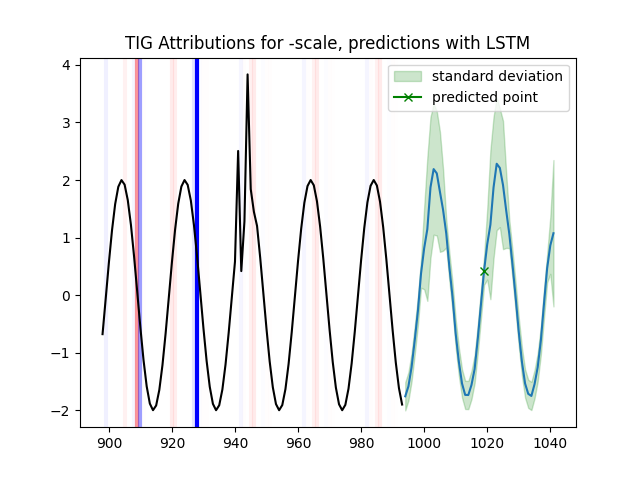 TIG Attributions for -scale, predictions with LSTM
standard deviation
predicted point
4
3
2
1
0
−1
−2
900 920 940 960 980 1000 1020 1040